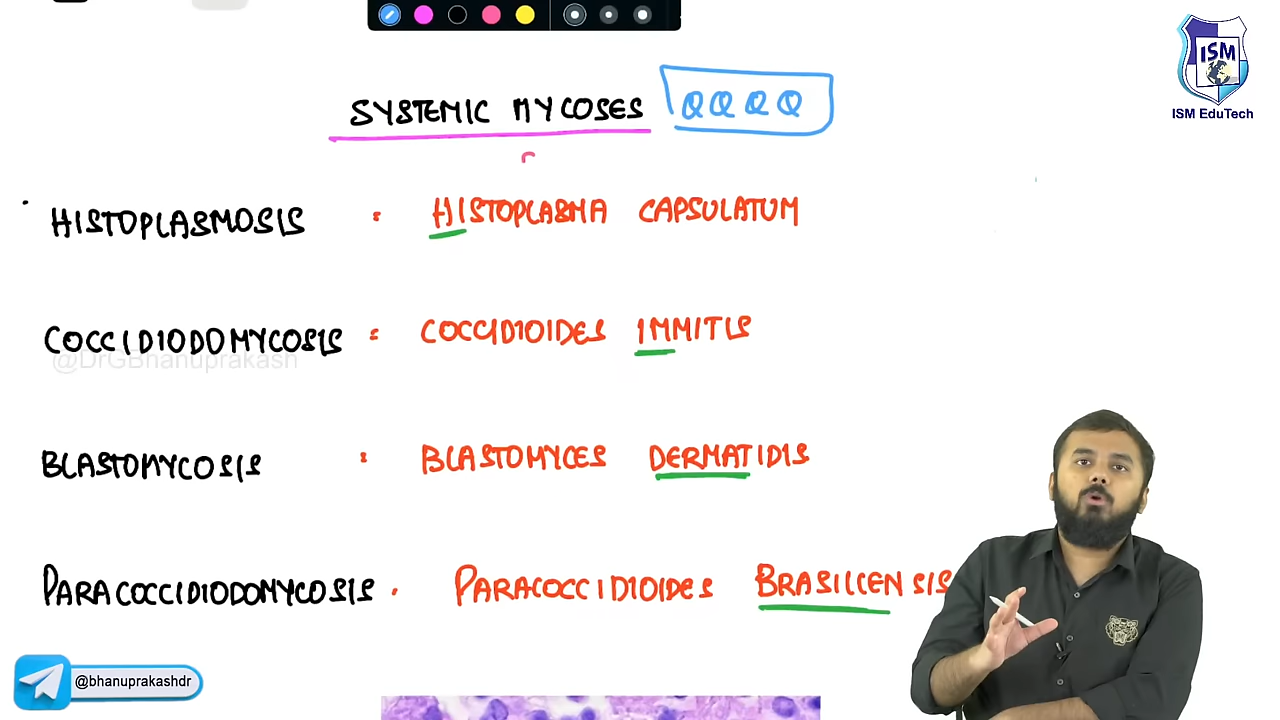 ISM
ISM EduTech
SYSTEMIC MYCOSES QQQQ
HISTOPLASMOSIS : HISTOPLASMA CAPSULATUM
COCCIDIODOMYCOSIS : COCCIDIOIDES IMMITIS
@DrGBhanuprakash
BLASTOMYCOSIS : BLASTOMYCES DERMATIDIS
PARACOCCIDIODOMYCOSIS . PARACOCCIDIOIDES BRASILIENSIS
@bhanuprakashdr